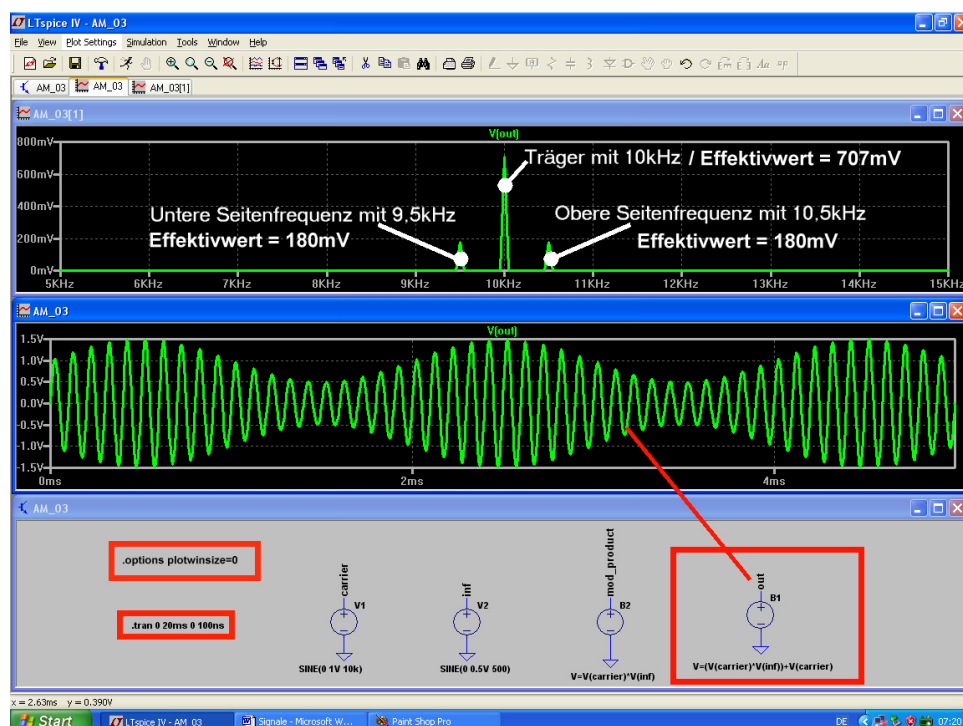 LTspice IV - AM_03
File View Plot Settings Simulation Tools Window Help
AM_03 AM_03 AM_03[1]
AM_03[1]
V(out)
800mV
600mV
400mV
200mV
0mV
Träger mit 10kHz / Effektivwert = 707mV
Untere Seitenfrequenz mit 9,5kHz
Effektivwert = 180mV
Obere Seitenfrequenz mit 10,5kHz
Effektivwert = 180mV
5KHz 6KHz 7KHz 8KHz 9KHz 10KHz 11KHz 12KHz 13KHz 14KHz 15KHz
AM_03
V(out)
1.5V
1.0V
0.5V
0.0V
-0.5V
-1.0V
-1.5V
0ms 2ms 4ms
AM_03
.options plotwinsize=0
.tran 0 20ms 0 100ns
carrier
V1
SINE(0 1V 10k)
inf
V2
SINE(0 0.5V 500)
mod_product
B2
V=V(carrier)*V(inf)
out
B1
V=(V(carrier)*V(inf))+V(carrier)
x = 2.63ms y = 0.390V
Start LTspice IV - AM_03 Signale - Microsoft W... Paint Shop Pro DE 07:20